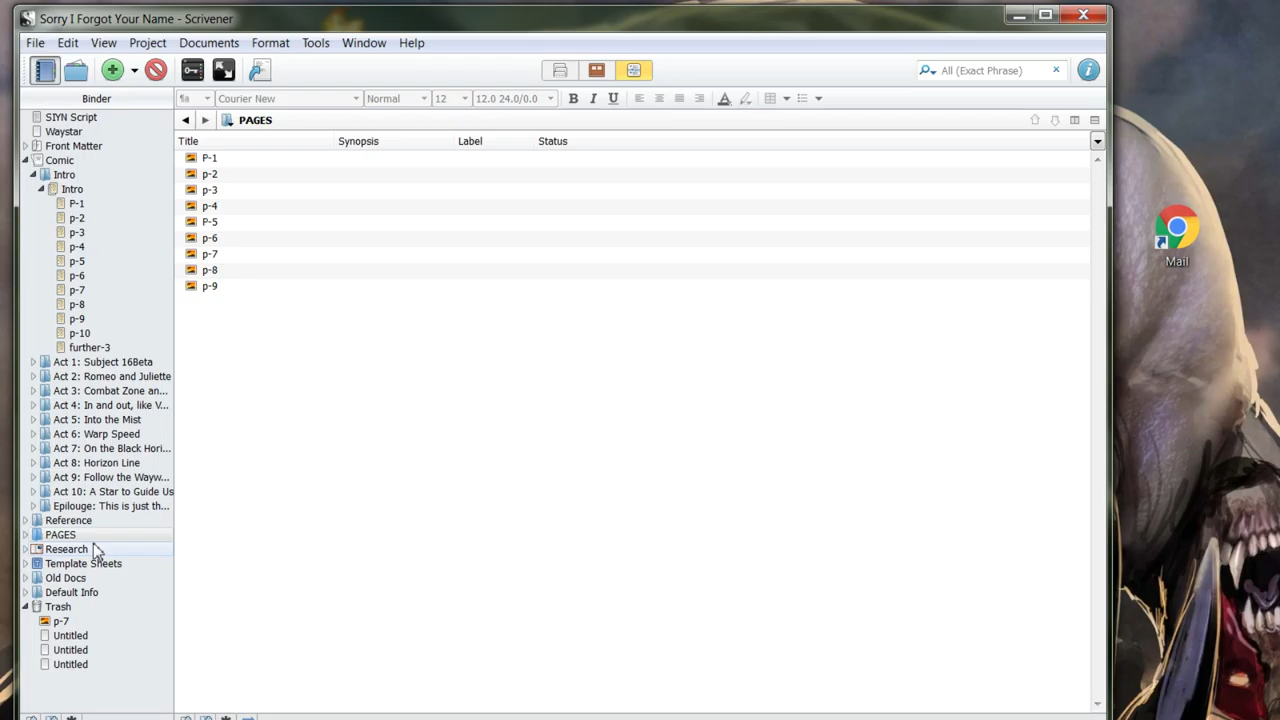 Sorry I Forgot Your Name - Scrivener
File Edit View Project Documents Format Tools Window Help
All (Exact Phrase)
Binder
Courier New Normal 12 12.0 24.0/0.0 B I U A
PAGES
Title Synopsis Label Status
P-1
p-2
p-3
p-4
P-5
p-6
p-7
p-8
p-9
SIYN Script
Waystar
Front Matter
Comic
Intro
Intro
P-1
p-2
p-3
p-4
p-5
p-6
p-7
p-8
p-9
p-10
further-3
Act 1: Subject 16Beta
Act 2: Romeo and Juliette
Act 3: Combat Zone an...
Act 4: In and out, like V...
Act 5: Into the Mist
Act 6: Warp Speed
Act 7: On the Black Hori...
Act 8: Horizon Line
Act 9: Follow the Wayw...
Act 10: A Star to Guide Us
Epilouge: This is just th...
Reference
PAGES
Research
Template Sheets
Old Docs
Default Info
Trash
p-7
Untitled
Untitled
Untitled
Mail